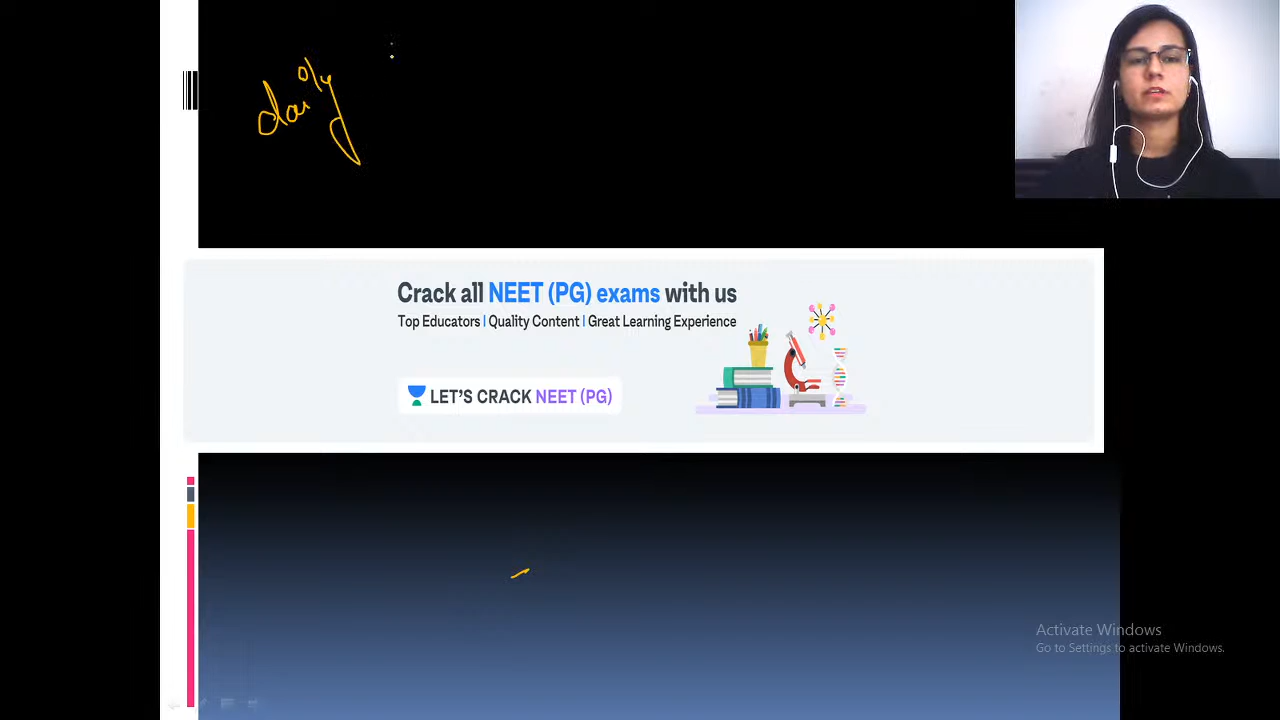 daily
Crack all NEET (PG) exams with us
Top Educators | Quality Content | Great Learning Experience
LET'S CRACK NEET (PG)
Activate Windows
Go to Settings to activate Windows.